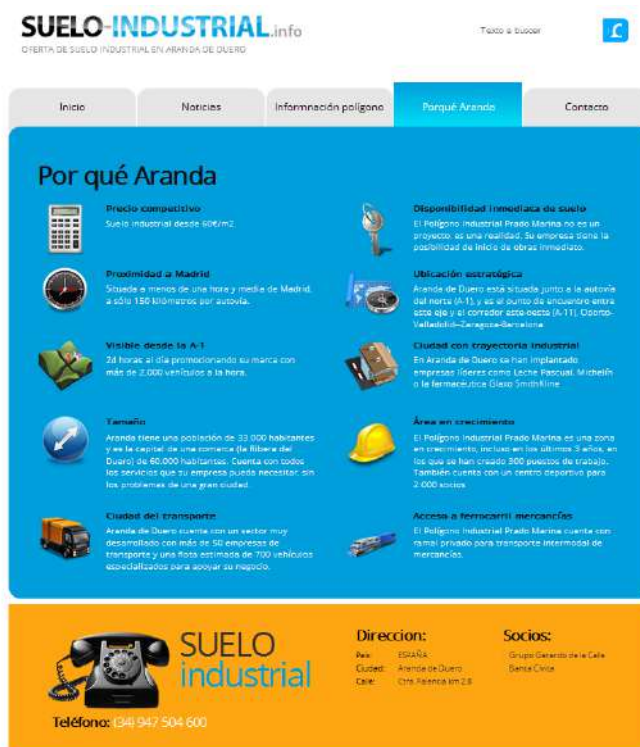 SUELO-INDUSTRIAL.info
OFERTA DE SUELO INDUSTRIAL EN ARANDA DE DUERO
Texto a buscar
Inicio
Noticias
Informnación polígono
Porqué Aranda
Contacto
Por qué Aranda
Precio competitivo
Suelo industrial desde 60€/m2
Proximidad a Madrid
Situada a menos de una hora y media de Madrid,
a sólo 150 kilómetros por autovía.
Visible desde la A-1
24 horas al día promocionando su marca con
más de 2.000 vehículos a la hora.
Tamaño
Aranda tiene una población de 33.000 habitantes
y es la capital de una comarca (la Ribera del
Duero) de 60.000 habitantes. Cuenta con todos
los servicios que su empresa pueda necesitar, sin
los problemas de una gran ciudad.
Ciudad del transporte
Aranda de Duero cuenta con un sector muy
desarrollado con más de 50 empresas de
transporte y una flota estimada de 700 vehículos
especializados para apoyar su negocio.
Disponibilidad inmediata de suelo
El Polígono Industrial Prado Marina no es un
proyecto, es una realidad. Su empresa tiene la
posibilidad de inicio de obras inmediato.
Ubicación estratégica
Aranda de Duero está situada junto a la autovía
del norte (A-1), y es el punto de encuentro entre
este eje y el corredor este-oeste (A-11), Oporto-
Valladolid-Zaragoza-Barcelona
Ciudad con trayectoria industrial
En Aranda de Duero se han implantado
empresas líderes como Leche Pascual, Michelín
o la fermacéutica Glaxo SmithKline
Área en crecimiento
El Polígono Industrial Prado Marina es una zona
en crecimiento, incluso en los últimos 3 años, en
los que se han creado 300 puestos de trabajo.
También cuenta con un centro deportivo para
2.000 socios
Acceso a ferrocarril mercancías
El Polígono Industrial Prado Marina cuenta con
ramal privado para transporte intermodal de
mercancías.
SUELO
industrial
Teléfono: (34) 947 504 600
Direccion:
País: ESPAÑA
Ciudad: Aranda de Duero
Calle: Ctra. Palencia km 2.8
Socios:
Grupo Gerardo de la Calle
Banca Cívica